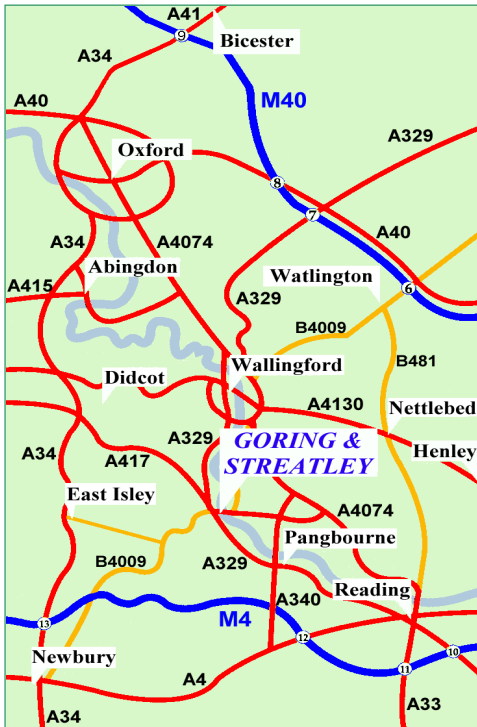 A41
9
Bicester
A34
A40
M40
A329
Oxford
8
7
A34
A4074
A40
Abingdon
Watlington
A415
A329
6
B4009
B481
Wallingford
Didcot
A4130
Nettlebed
A329
GORING &
STREATLEY
A34
A417
Henley
East Isley
A4074
Pangbourne
B4009
A329
Reading
A340
13
M4
12
10
Newbury
11
A4
A33
A34